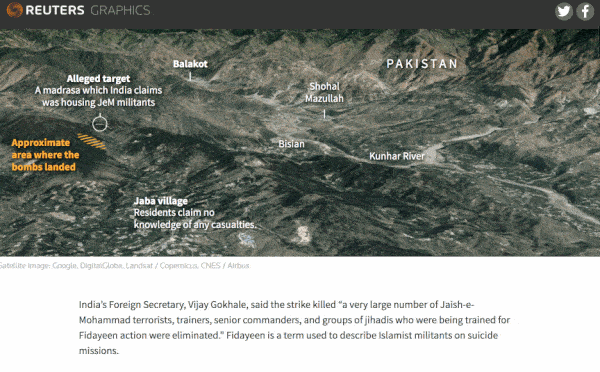 REUTERS GRAPHICS
Balakot
PAKISTAN
Alleged target
A madrasa which India claims
was housing JeM militants
Shohal
Mazullah
Approximate
area where the
bombs landed
Bislan
Kunhar River
Jaba village
Residents claim no
knowledge of any casualties.
Satellite Image: Google, DigitalGlobe, Landsat / Copernicus, CNES / Airbus
India's Foreign Secretary, Vijay Gokhale, said the strike killed “a very large number of Jaish-e-
Mohammad terrorists, trainers, senior commanders, and groups of jihadis who were being trained for
Fidayeen action were eliminated.” Fidayeen is a term used to describe Islamist militants on suicide
missions.